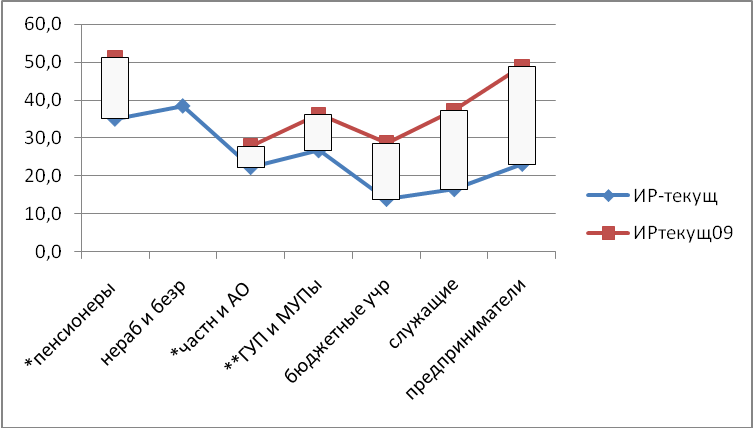 60,0
50,0
40,0
30,0
20,0
10,0
0,0
*пенсионеры
нераб и безр
*частн и АО
**ГУП и МУПы
бюджетные учр
служащие
предприниматели
ИР-текущ
ИРтекущ09